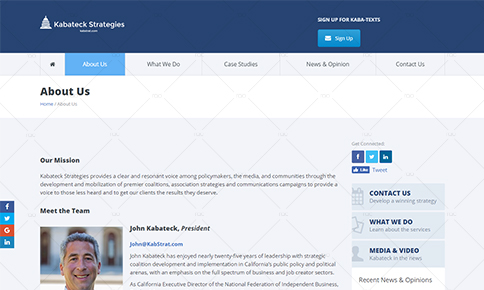 Kabateck Strategies
kabstrat.com
SIGN UP FOR KABA-TEXTS
Sign Up
About Us
What We Do
Case Studies
News & Opinion
Contact Us
About Us
Home / About Us
Our Mission
Kabateck Strategies provides a clear and resonant voice among policymakers, the media, and communities through the
development and mobilization of premier coalitions, association strategies and communications campaigns to provide a
voice to those less heard and to get our clients the results they deserve.
Meet the Team
John Kabateck, President
John@KabStrat.com
John Kabateck has enjoyed nearly twenty-five years of leadership with strategic
coalition development and implementation in California's public policy and political
arenas, with an emphasis on the full spectrum of business and job creator sectors.
As California Executive Director of the National Federation of Independent Business,
Get Connected
Like
Tweet
CONTACT US
Develop a winning strategy
WHAT WE DO
Learn about the services
MEDIA & VIDEO
Kabateck in the News
Recent News & Opinions